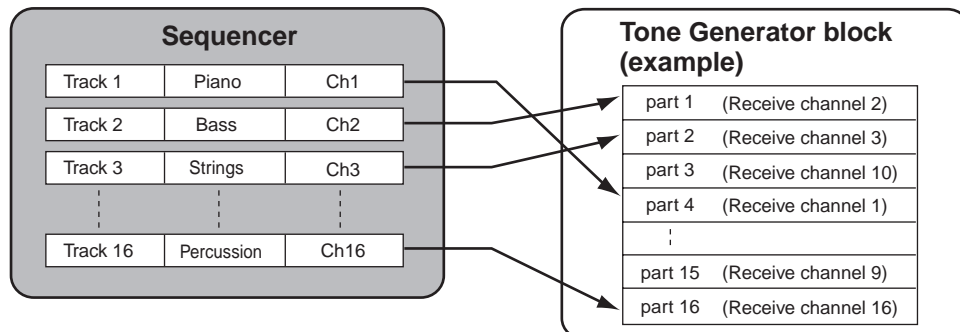 Sequencer
Track 1 Piano Ch1
Track 2 Bass Ch2
Track 3 Strings Ch3
Track 16 Percussion Ch16
Tone Generator block
(example)
part 1 (Receive channel 2)
part 2 (Receive channel 3)
part 3 (Receive channel 10)
part 4 (Receive channel 1)
part 15 (Receive channel 9)
part 16 (Receive channel 16)